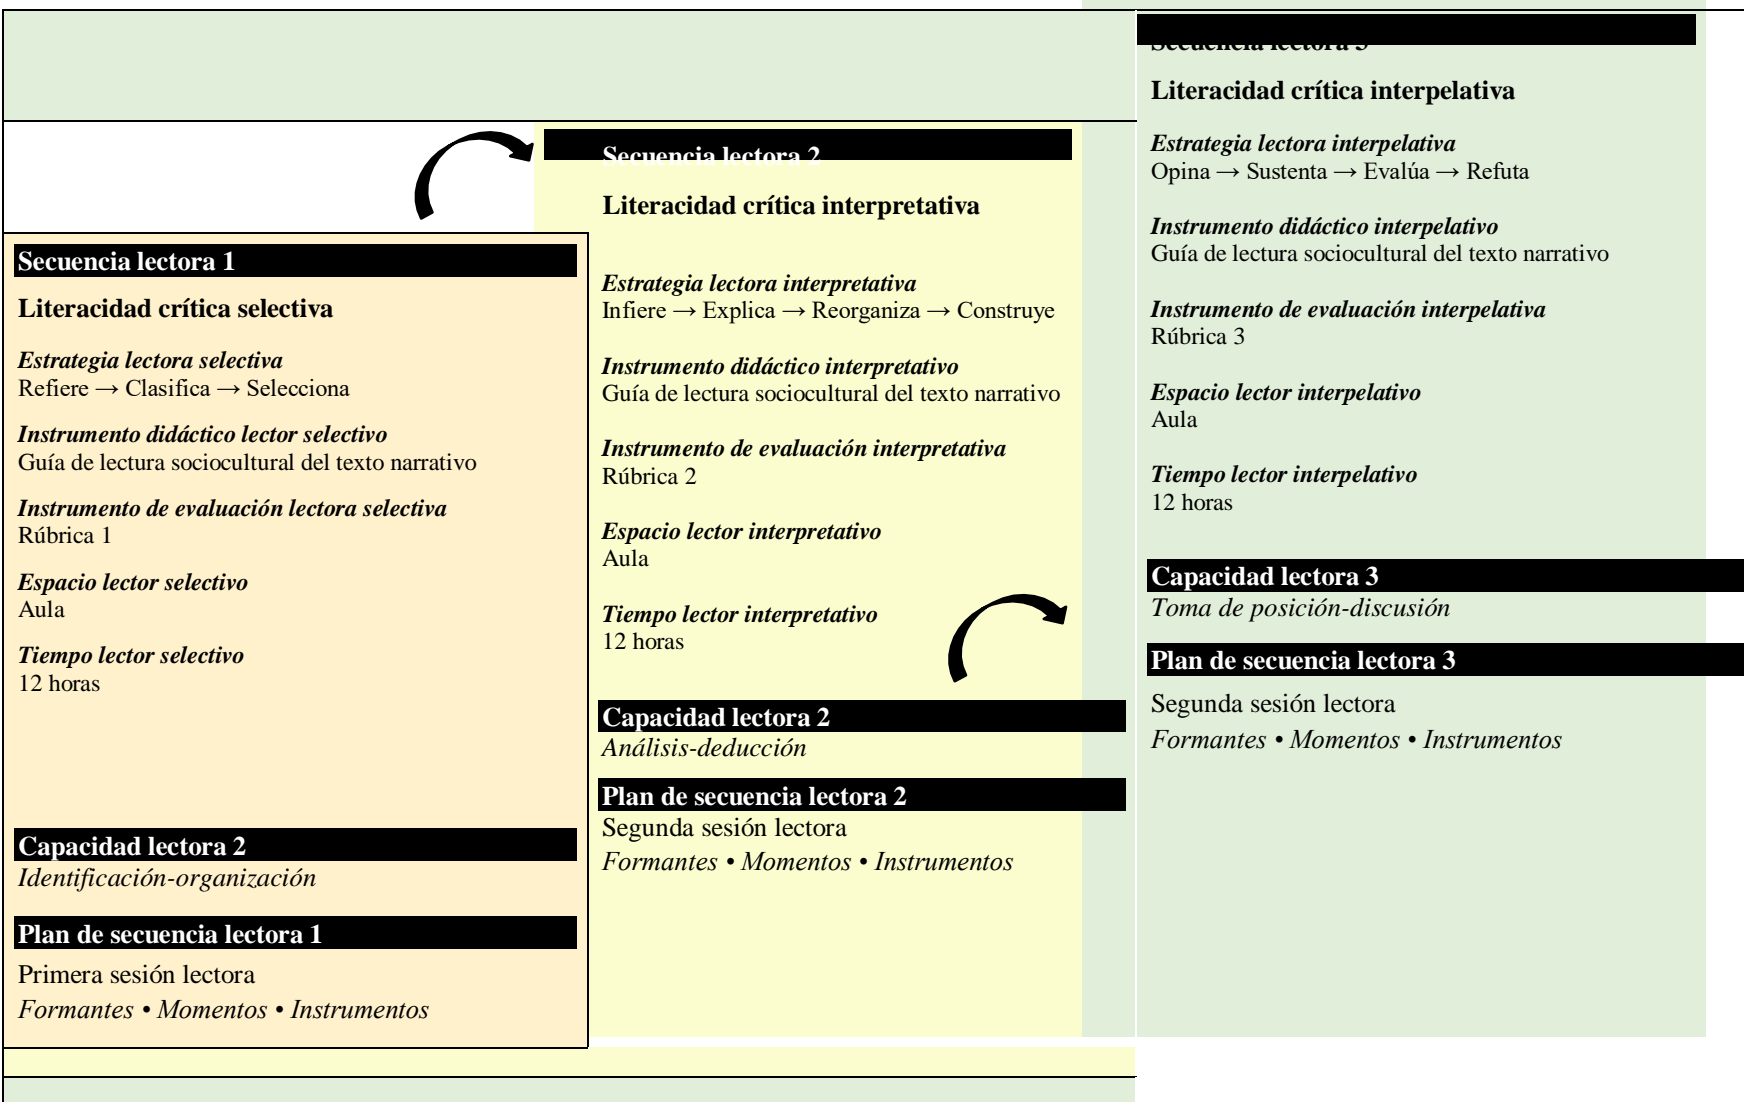 Secuencia lectora 1
Literacidad crítica selectiva
Estrategia lectora selectiva
Refiere → Clasifica → Selecciona
Instrumento didáctico lector selectivo
Guía de lectura sociocultural del texto narrativo
Instrumento de evaluación lectora selectiva
Rúbrica 1
Espacio lector selectivo
Aula
Tiempo lector selectivo
12 horas
Capacidad lectora 2
Identificación-organización
Plan de secuencia lectora 1
Primera sesión lectora
Formantes • Momentos • Instrumentos
Secuencia lectora 2
Literacidad crítica interpretativa
Estrategia lectora interpretativa
Infiere → Explica → Reorganiza → Construye
Instrumento didáctico interpretativo
Guía de lectura sociocultural del texto narrativo
Instrumento de evaluación interpretativa
Rúbrica 2
Espacio lector interpretativo
Aula
Tiempo lector interpretativo
12 horas
Capacidad lectora 2
Análisis-deducción
Plan de secuencia lectora 2
Segunda sesión lectora
Formantes • Momentos • Instrumentos
Secuencia lectora 3
Literacidad crítica interpelativa
Estrategia lectora interpelativa
Opina → Sustenta → Evalúa → Refuta
Instrumento didáctico interpelativo
Guía de lectura sociocultural del texto narrativo
Instrumento de evaluación interpelativa
Rúbrica 3
Espacio lector interpelativo
Aula
Tiempo lector interpelativo
12 horas
Capacidad lectora 3
Toma de posición-discusión
Plan de secuencia lectora 3
Segunda sesión lectora
Formantes • Momentos • Instrumentos